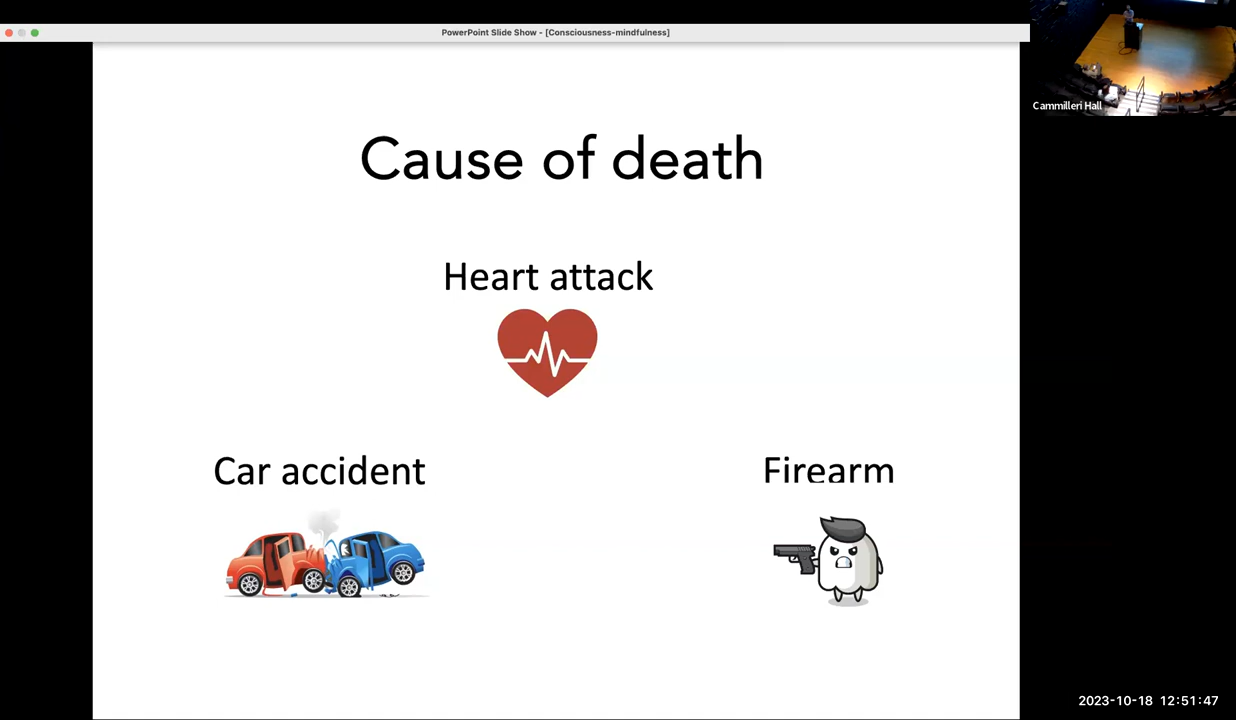 PowerPoint Slide Show - [Consciousness-mindfulness]
Cammilleri Hall
Cause of death
Heart attack
Car accident
Firearm
2023-10-18 12:51:47